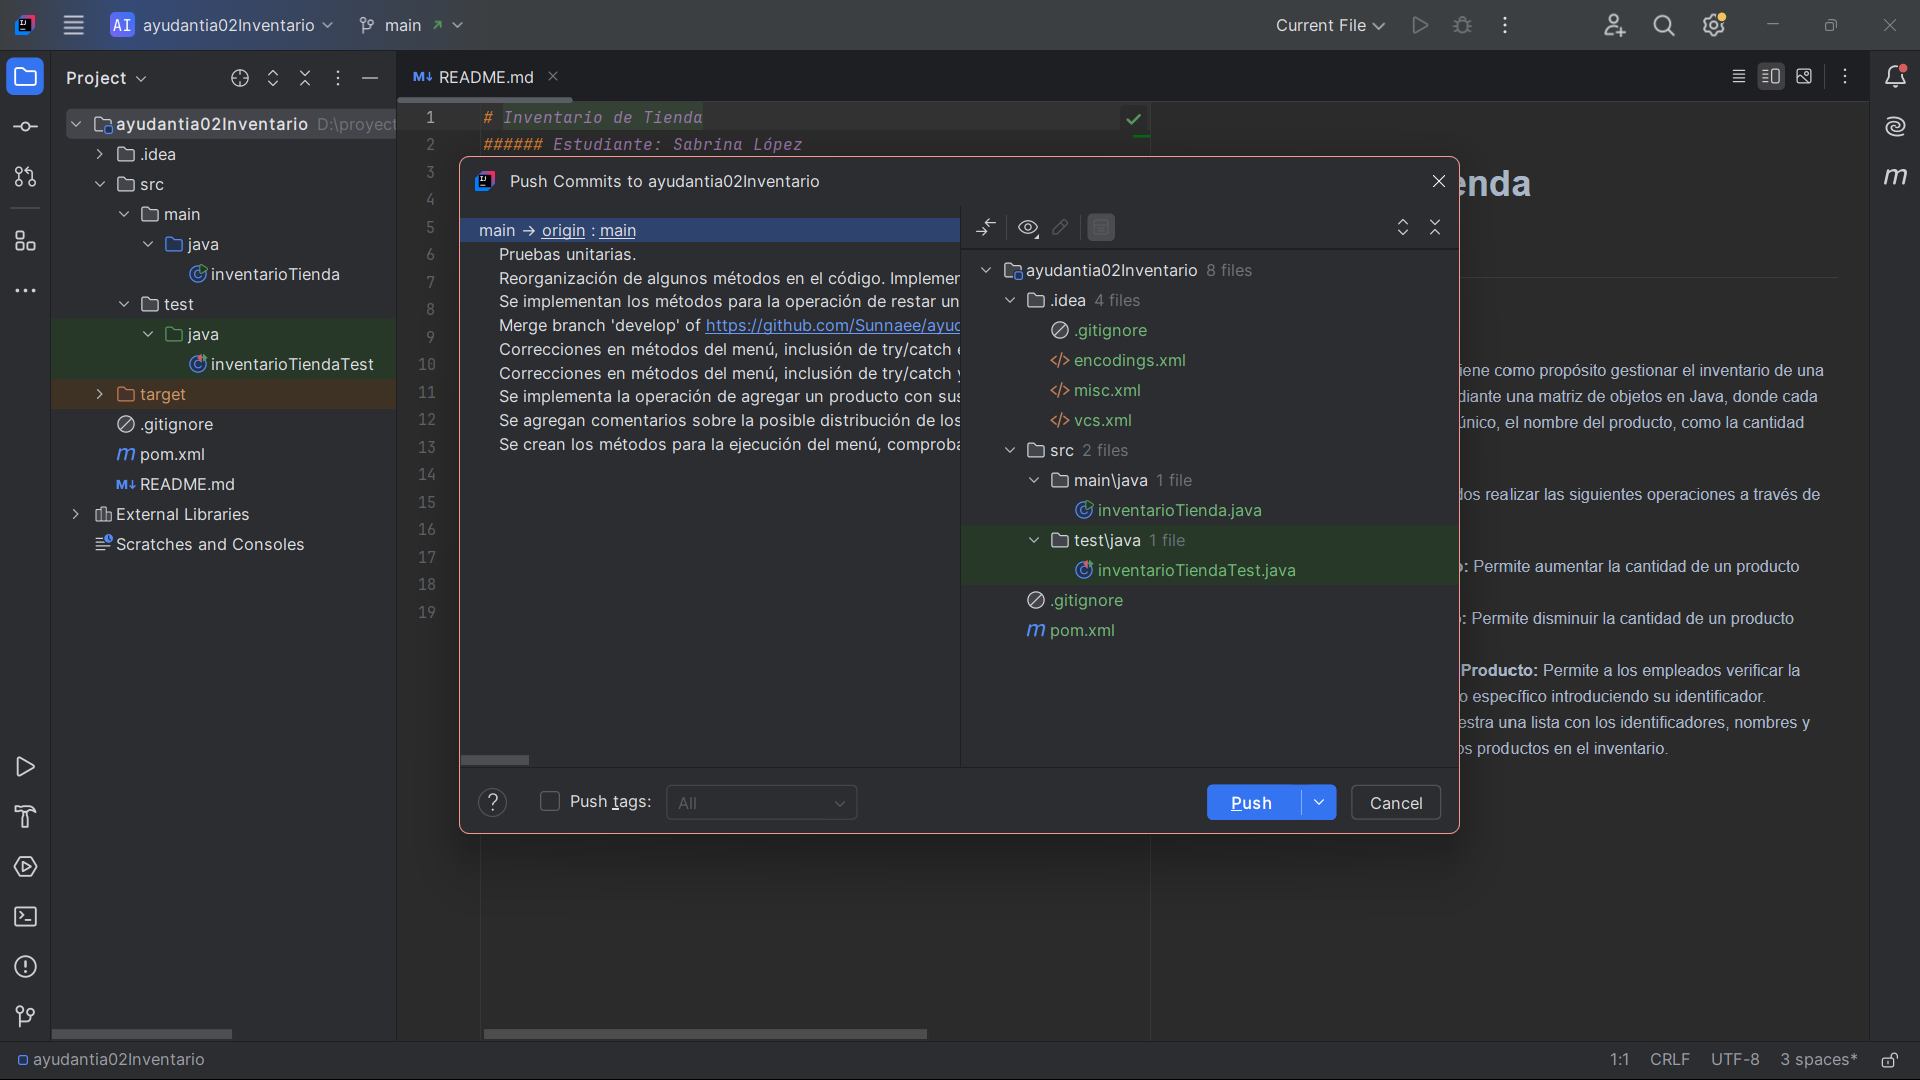 AI ayudantia02Inventario main Current File
Project
M↓ README.md
ayudantia02Inventario D:\proyect
.idea
src
main
java
inventarioTienda
test
java
inventarioTiendaTest
target
.gitignore
m pom.xml
M↓ README.md
External Libraries
Scratches and Consoles
1 # Inventario de Tienda
2 ###### Estudiante: Sabrina López
3
4
5
6
7
8
9
10
11
12
13
14
15
16
17
18
19
Push Commits to ayudantia02Inventario
main → origin : main
Pruebas unitarias.
Reorganización de algunos métodos en el código. Implemen
Se implementan los métodos para la operación de restar un
Merge branch 'develop' of https://github.com/Sunnaee/ayuc
Correcciones en métodos del menú, inclusión de try/catch
Correcciones en métodos del menú, inclusión de try/catch y
Se implementa la operación de agregar un producto con sus
Se agregan comentarios sobre la posible distribución de los
Se crean los métodos para la ejecución del menú, comproba
ayudantia02Inventario 8 files
.idea 4 files
.gitignore
</> encodings.xml
</> misc.xml
</> vcs.xml
src 2 files
main\java 1 file
inventarioTienda.java
test\java 1 file
inventarioTiendaTest.java
.gitignore
m pom.xml
? Push tags: All
Push Cancel
enda
iene como propósito gestionar el inventario de una
diante una matriz de objetos en Java, donde cada
único, el nombre del producto, como la cantidad
dos realizar las siguientes operaciones a través de
o: Permite aumentar la cantidad de un producto
o: Permite disminuir la cantidad de un producto
Producto: Permite a los empleados verificar la
o específico introduciendo su identificador.
estra una lista con los identificadores, nombres y
os productos en el inventario.
m
ayudantia02Inventario
1:1 CRLF UTF-8 3 spaces*